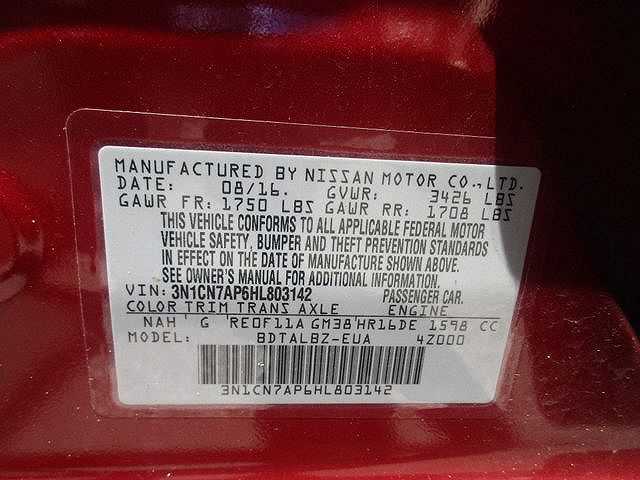 MANUFACTURED BY NISSAN MOTOR CO., LTD.
DATE: 08/16. GVWR: 3426 LBS
GAWR FR: 1750 LBS GAWR RR: 1708 LBS
THIS VEHICLE CONFORMS TO ALL APPLICABLE FEDERAL MOTOR
VEHICLE SAFETY, BUMPER AND THEFT PREVENTION STANDARDS
IN EFFECT ON THE DATE OF MANUFACTURE SHOWN ABOVE.
SEE OWNER'S MANUAL FOR ADDITIONAL INFORMATION.
VIN: 3N1CN7AP6HL803142 PASSENGER CAR.
COLOR TRIM TRANS AXLE ENGINE
NAH G RE0F11A GM38 HR16DE 1598 CC
MODEL: BDTALBZ-EUA 4Z000
3N1CN7AP6HL803142